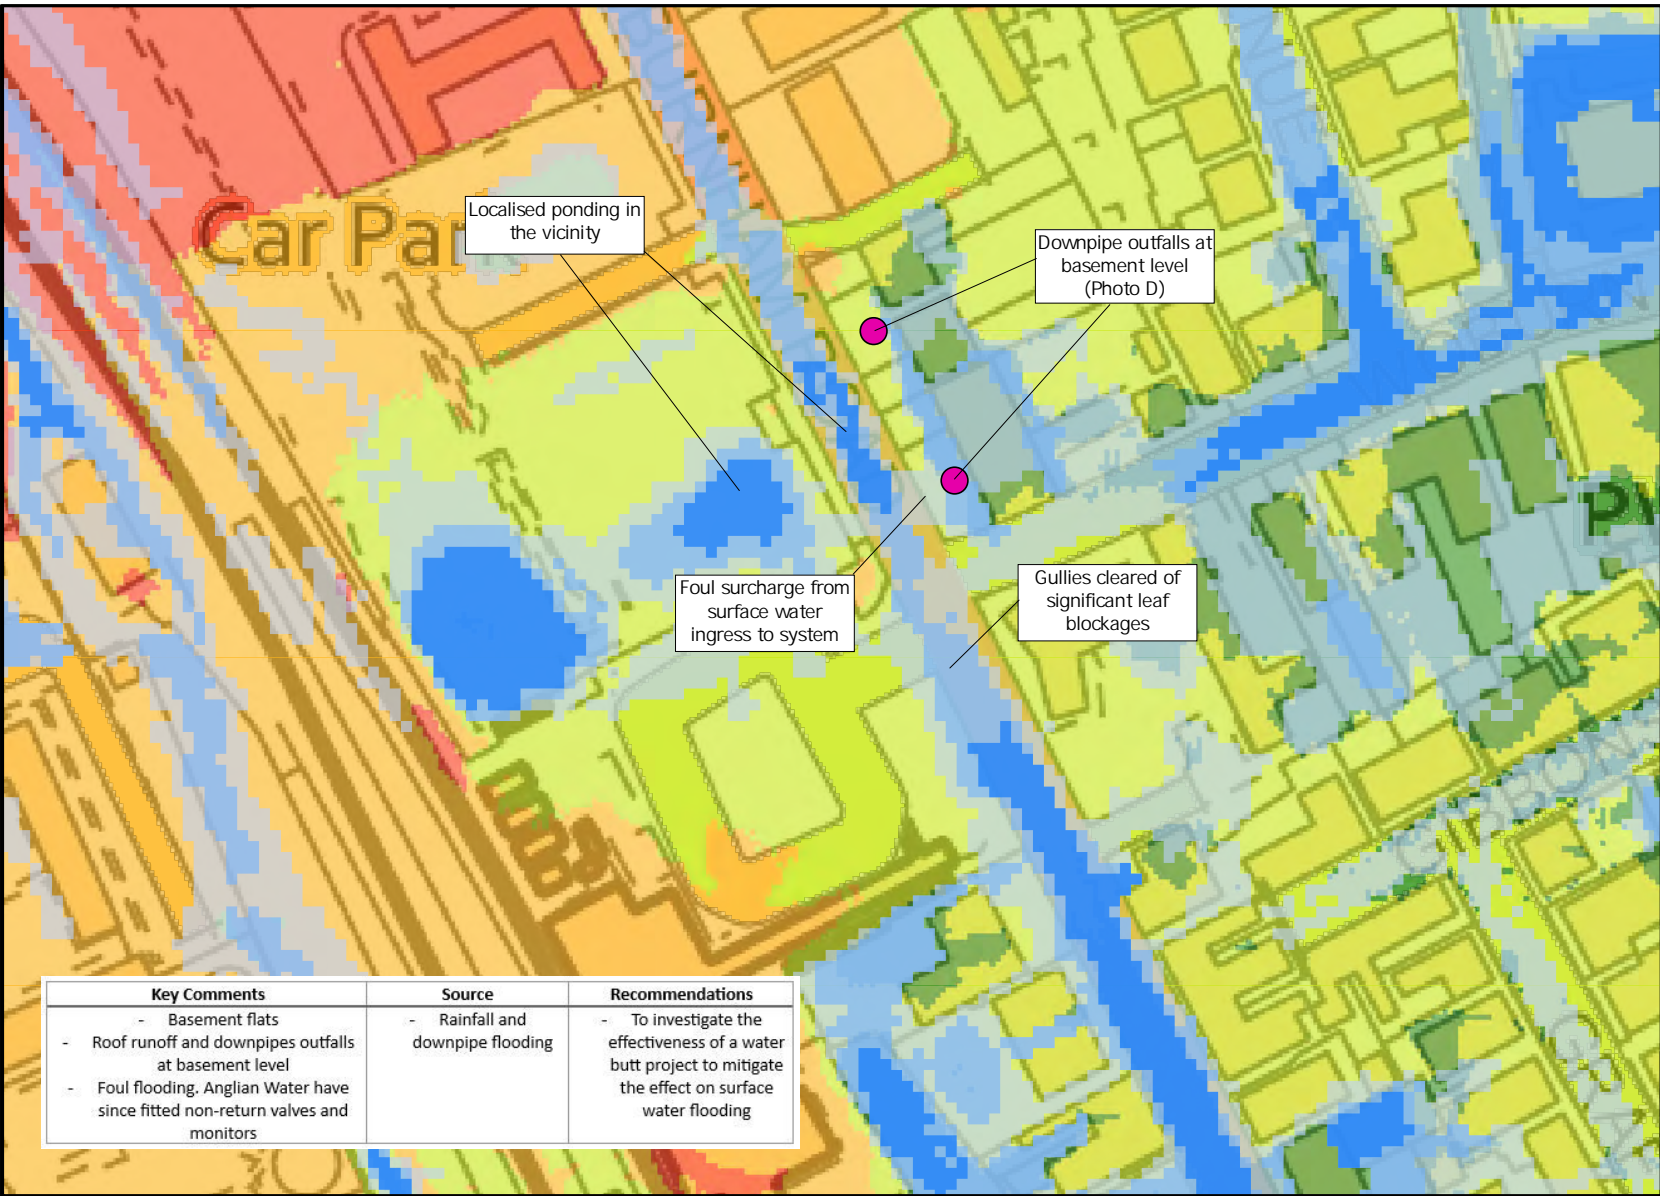 Car Par
Localised ponding in
the vicinity
Downpipe outfalls at
basement level
(Photo D)
Foul surcharge from
surface water
ingress to system
Gullies cleared of
significant leaf
blockages
Key Comments
- Basement flats
- Roof runoff and downpipes outfalls
at basement level
- Foul flooding. Anglian Water have
since fitted non-return valves and
monitors
Source
- Rainfall and
downpipe flooding
Recommendations
- To investigate the
effectiveness of a water
butt project to mitigate
the effect on surface
water flooding